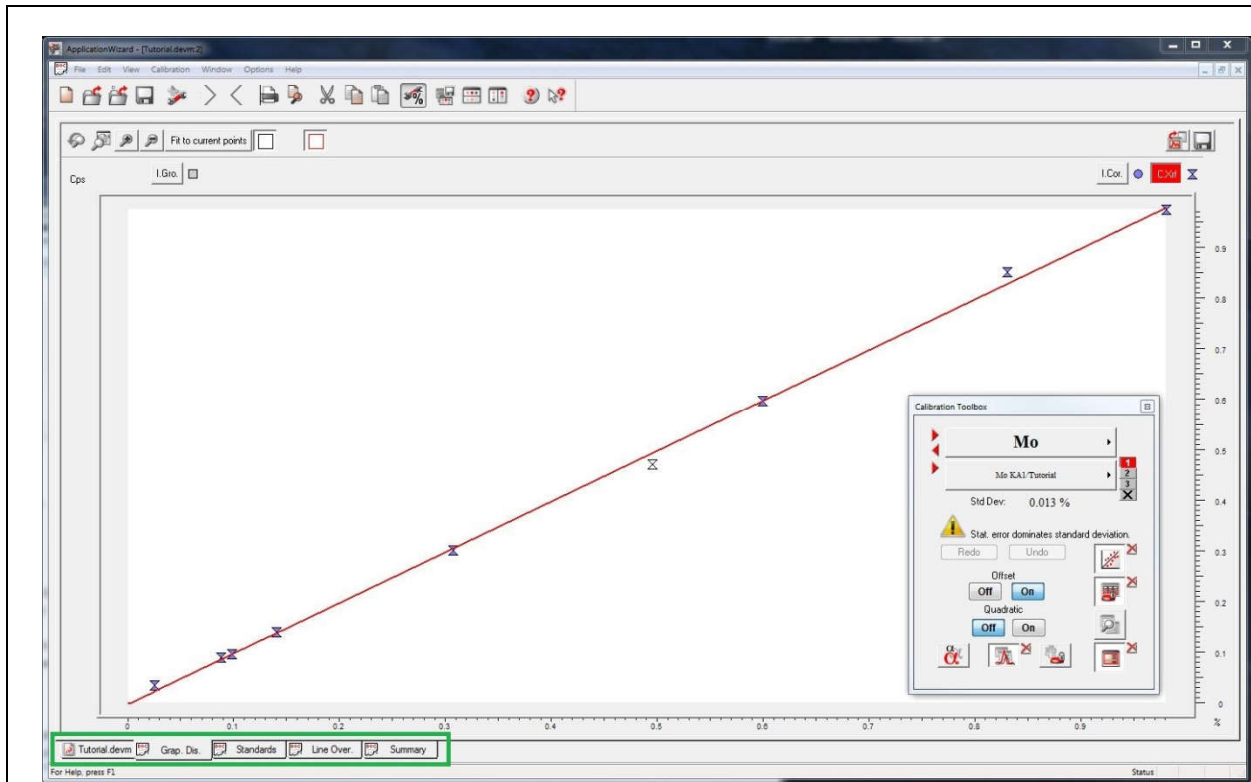 ApplicationWizard - [Tutorial.devm:2]
File Edit View Calibration Window Options Help
Fit to current points
Cps
I.Gro.
I.Cor.
C.Xrf
0.9
0.8
0.7
0.6
0.5
0.4
0.3
0.2
0.1
0
Calibration Toolbox
Mo
Mo KA1/Tutorial
1
2
3
Std Dev: 0.013 %
Stat. error dominates standard deviation.
Redo Undo
Offset
Off On
Quadratic
Off On
0 0.1 0.2 0.3 0.4 0.5 0.6 0.7 0.8 0.9 %
Tutorial.devm Grap. Dis. Standards Line Over. Summary
For Help, press F1 Status